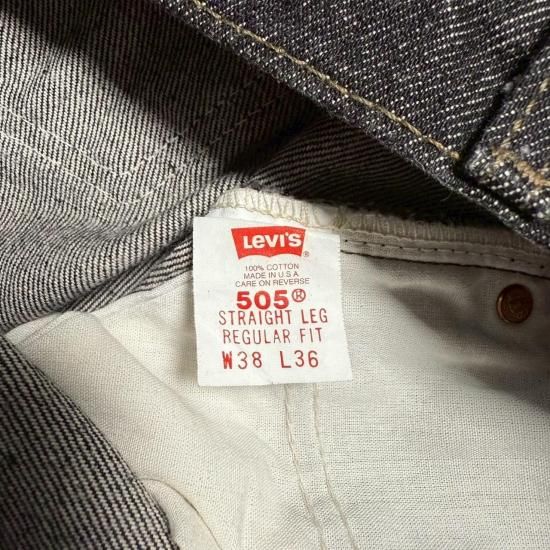 Levi's
100% COTTON
MADE IN U.S.A
CARE ON REVERSE
505®
STRAIGHT LEG
REGULAR FIT
W38 L36